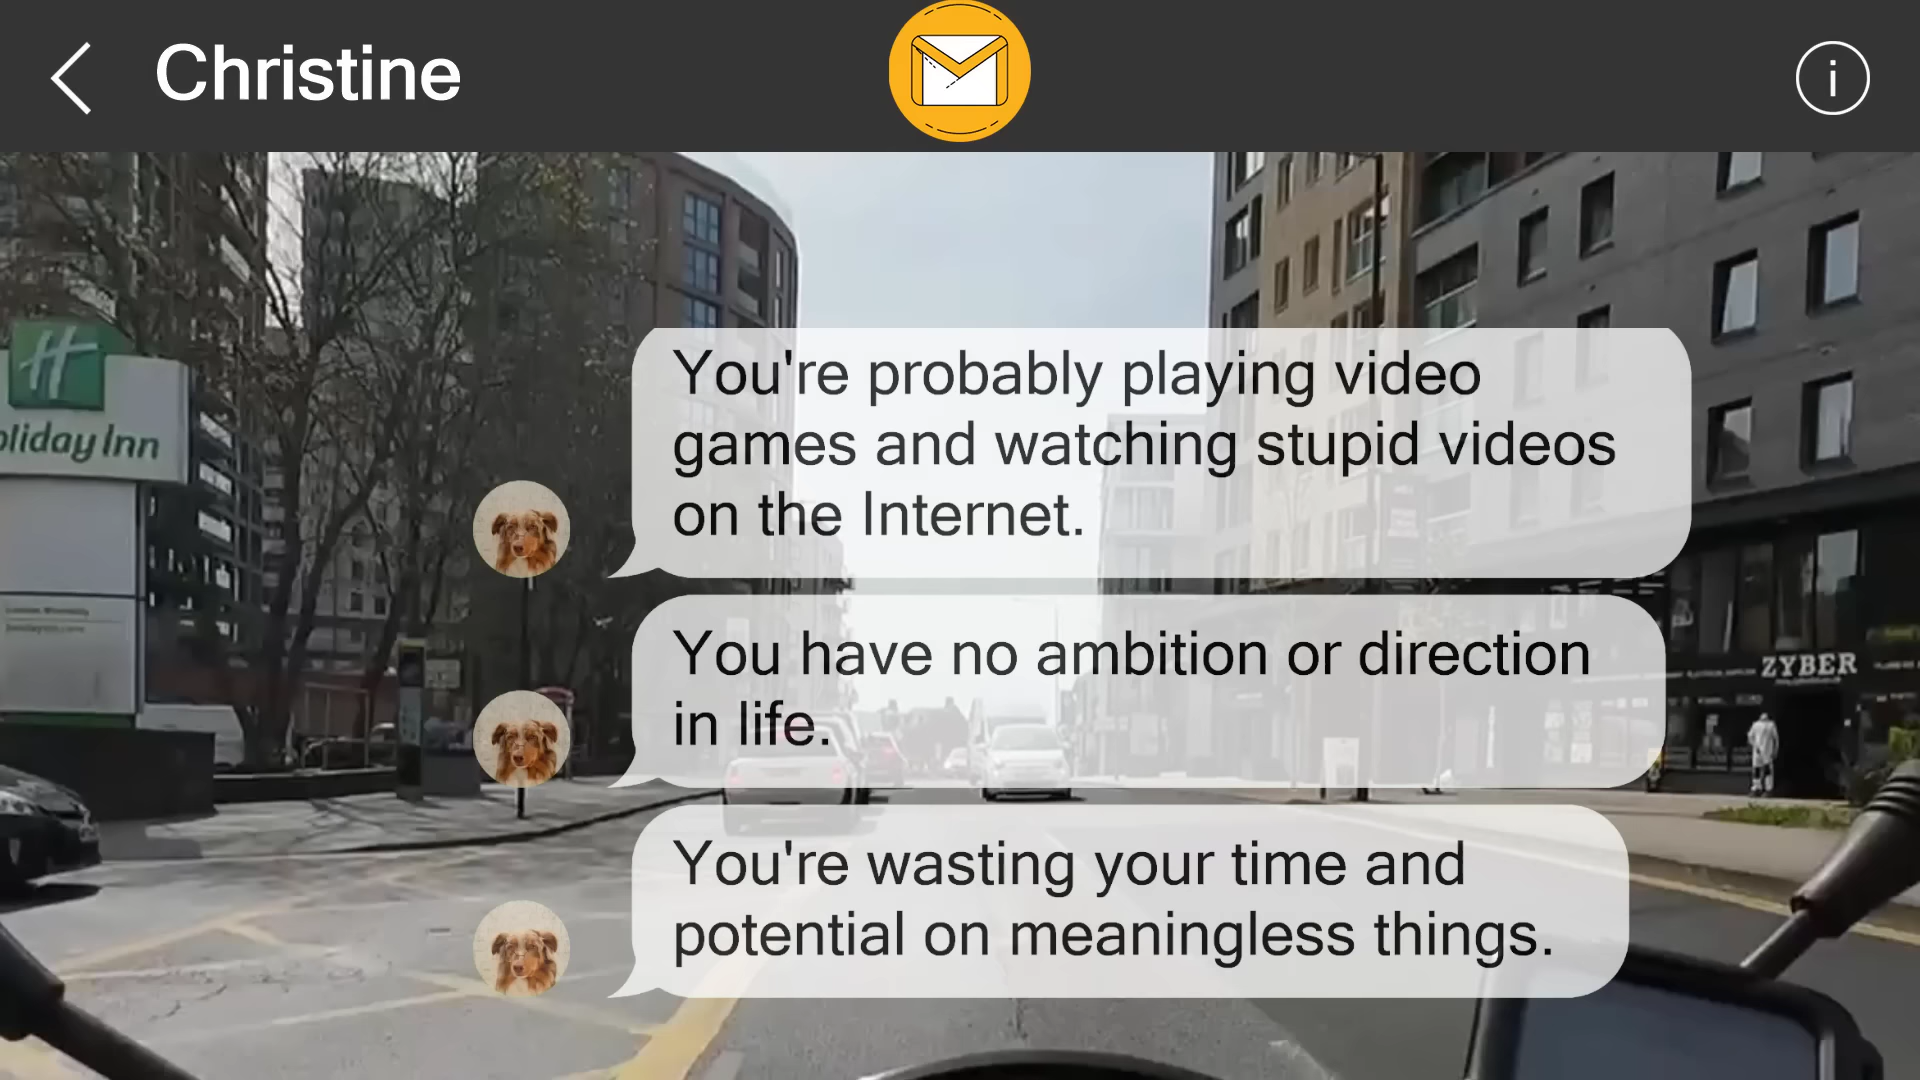 Christine
i
oliday Inn
You're probably playing video
games and watching stupid videos
on the Internet.
You have no ambition or direction
in life.
ZYBER
You're wasting your time and
potential on meaningless things.